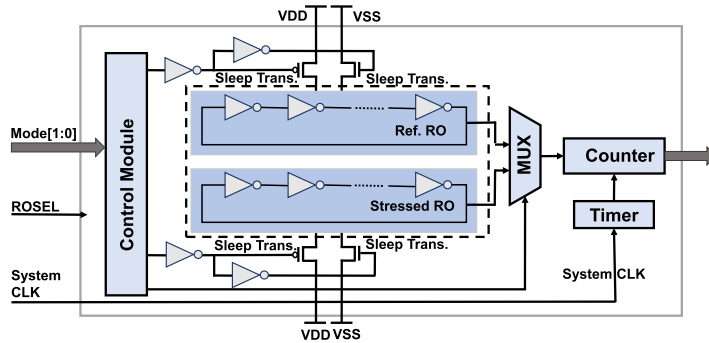 VDD
VSS
Sleep Trans.
Sleep Trans.
Mode[1:0]
Control Module
Ref. RO
MUX
Counter
ROSEL
Stressed RO
Timer
Sleep Trans.
Sleep Trans.
System
CLK
System CLK
VDD
VSS